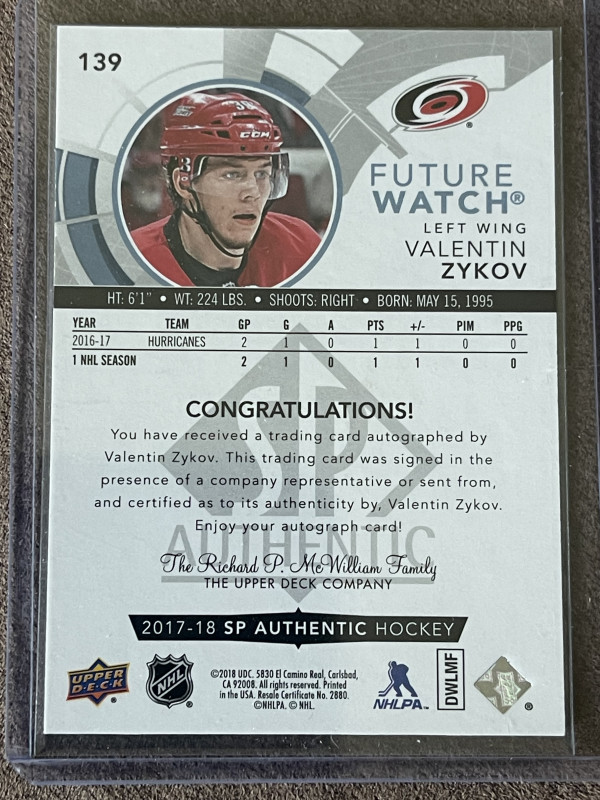 139
FUTURE
WATCH®
LEFT WING
VALENTIN
ZYKOV
38
CCM
HT: 6'1" • WT: 224 LBS. • SHOOTS: RIGHT • BORN: MAY 15, 1995
YEAR TEAM GP G A PTS +/- PIM PPG
2016-17 HURRICANES 2 1 0 1 1 0 0
1 NHL SEASON 2 1 0 1 1 0 0
SP
AUTHENTIC
CONGRATULATIONS!
You have received a trading card autographed by
Valentin Zykov. This trading card was signed in the
presence of a company representative or sent from,
and certified as to its authenticity by, Valentin Zykov.
Enjoy your autograph card!
The Richard P. McWilliam Family
THE UPPER DECK COMPANY
2017-18 SP AUTHENTIC HOCKEY
UPPER
DECK
NHL
©2018 UDC. 5830 El Camino Real, Carlsbad,
CA 92008. All rights reserved. Printed
in the USA. Resale Certificate No. 2880.
©NHLPA. © NHL.
NHLPA™
DWLMF